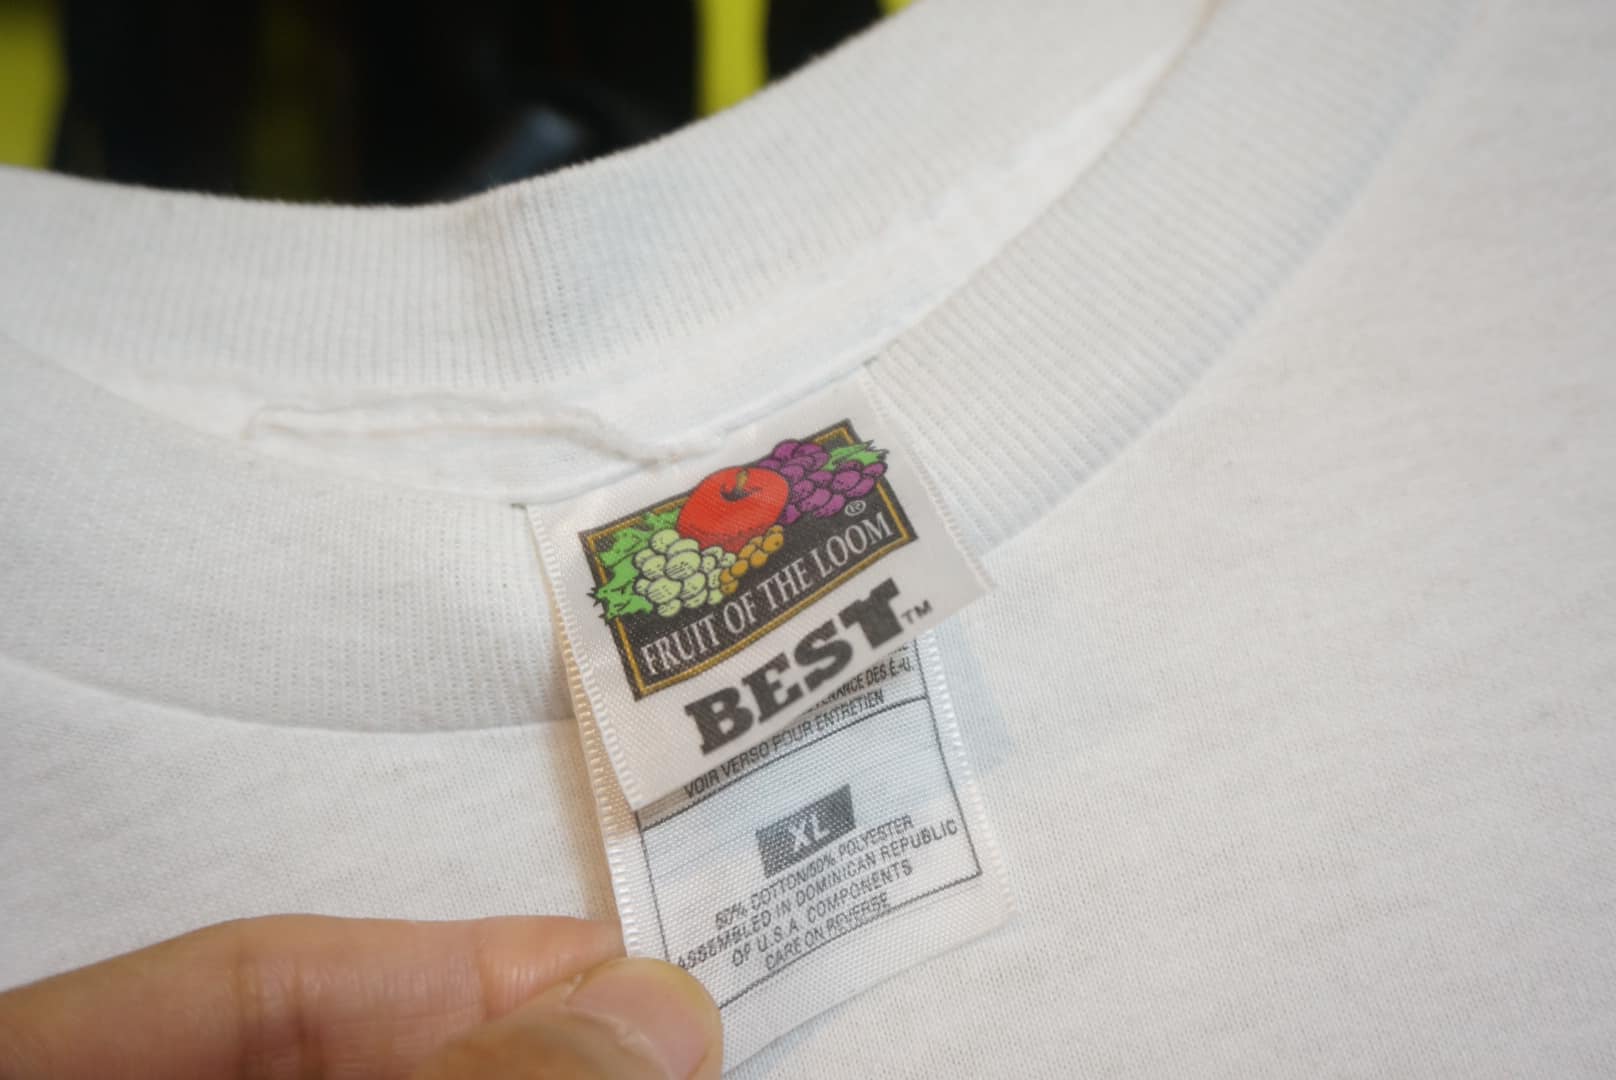 ®
FRUIT OF THE LOOM
BEST™
DES É.-U.
VOIR VERSO POUR ENTRETIEN
XL
50% COTTON/50% POLYESTER
ASSEMBLED IN DOMINICAN REPUBLIC
OF U.S.A. COMPONENTS
CARE ON REVERSE